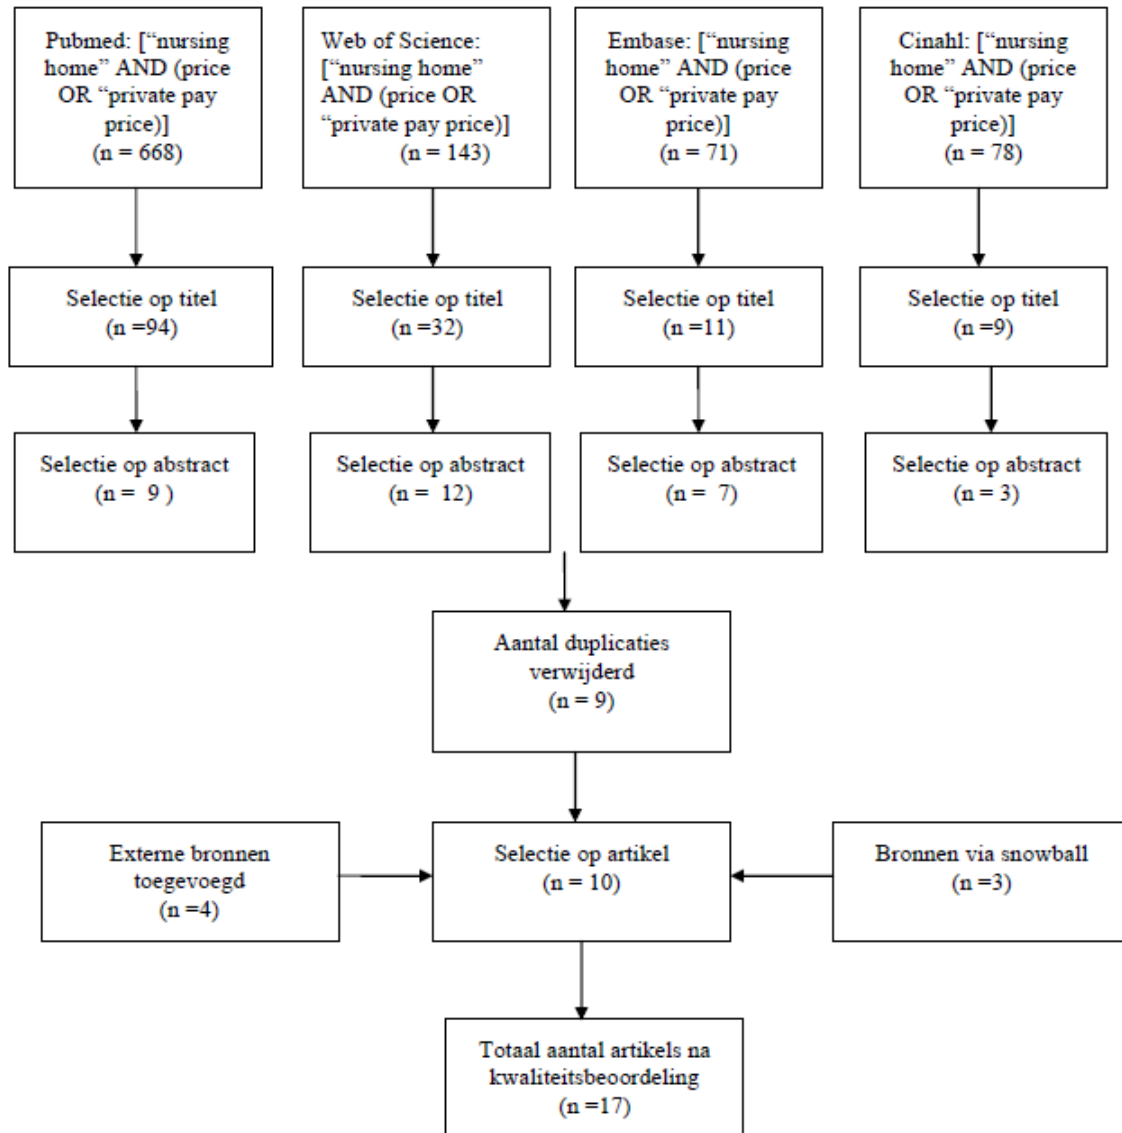 Pubmed: [“nursing
home” AND (price
OR “private pay
price)]
(n = 668)
Web of Science:
[“nursing home”
AND (price OR
“private pay price)]
(n = 143)
Embase: [“nursing
home” AND (price
OR “private pay
price)]
(n = 71)
Cinahl: [“nursing
home” AND (price
OR “private pay
price)]
(n = 78)
Selectie op titel
(n =94)
Selectie op titel
(n =32)
Selectie op titel
(n =11)
Selectie op titel
(n =9)
Selectie op abstract
(n = 9 )
Selectie op abstract
(n = 12)
Selectie op abstract
(n = 7)
Selectie op abstract
(n = 3)
Aantal duplicaties
verwijderd
(n = 9)
Externe bronnen
toegevoegd
(n =4)
Selectie op artikel
(n = 10)
Bronnen via snowball
(n =3)
Totaal aantal artikels na
kwaliteitsbeoordeling
(n =17)